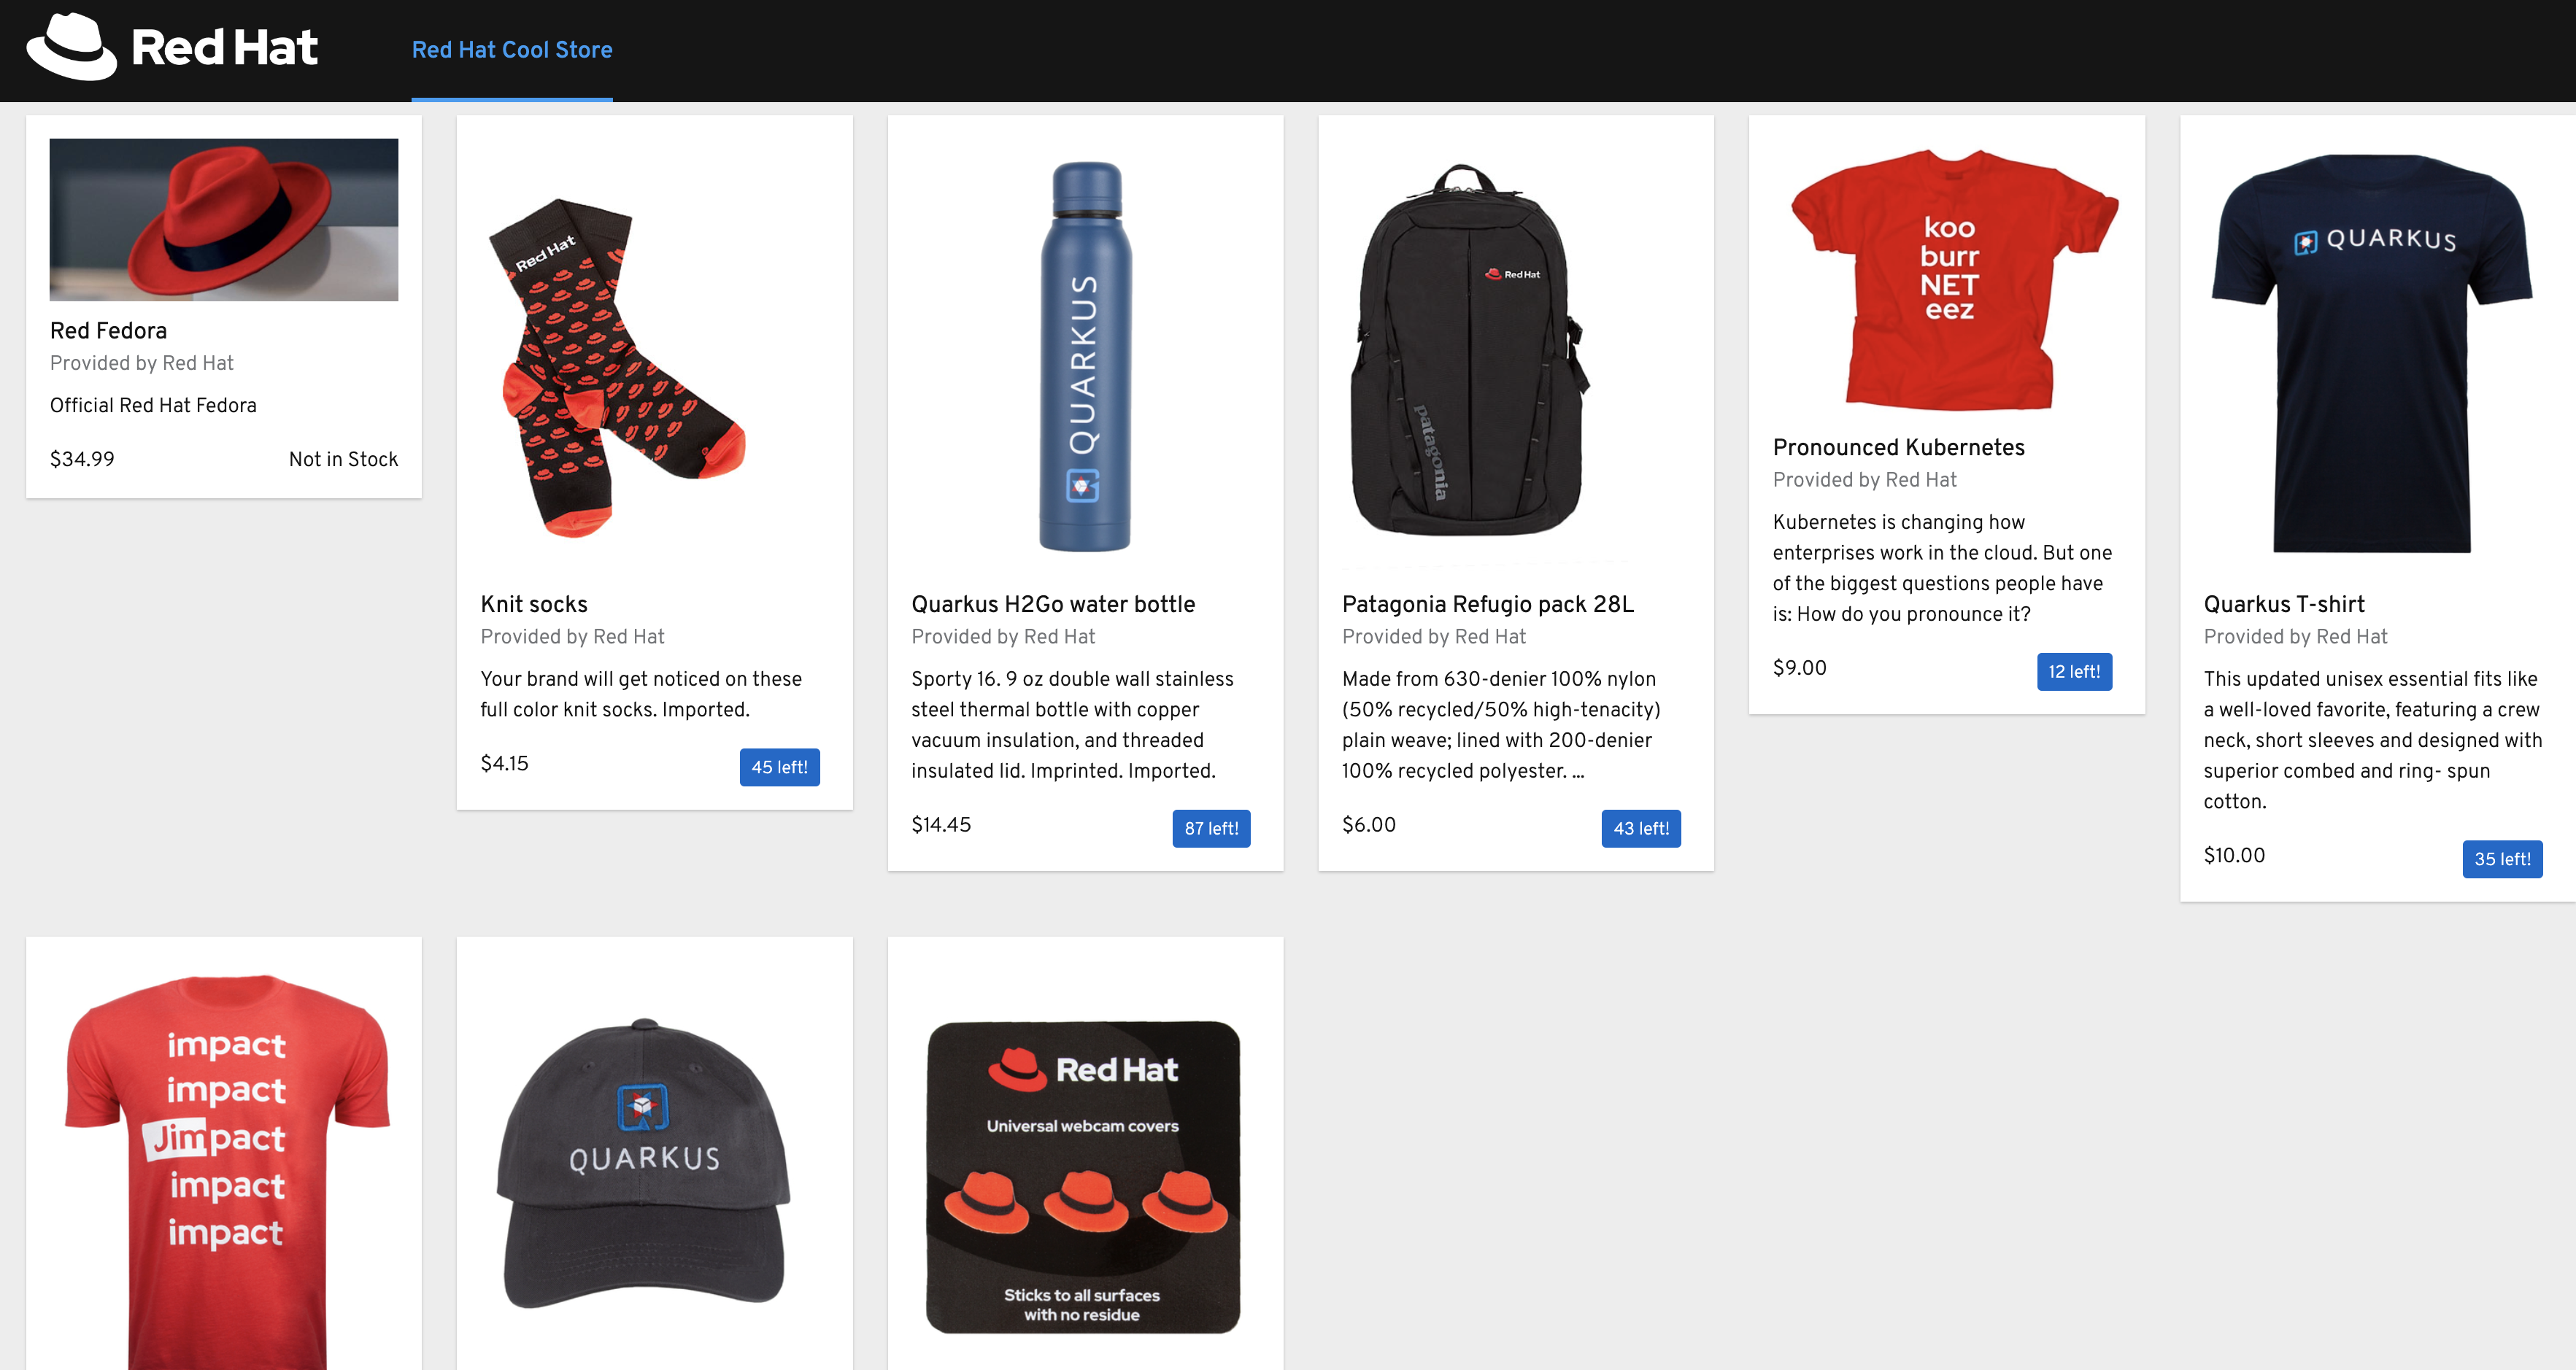 Red Hat
Red Hat Cool Store
Red Fedora
Provided by Red Hat
Official Red Hat Fedora
$34.99
Not in Stock
Red Hat
Knit socks
Provided by Red Hat
Your brand will get noticed on these
full color knit socks. Imported.
$4.15
45 left!
QUARKUS
Quarkus H2Go water bottle
Provided by Red Hat
Sporty 16. 9 oz double wall stainless
steel thermal bottle with copper
vacuum insulation, and threaded
insulated lid. Imprinted. Imported.
$14.45
87 left!
Red Hat
patagonia
Patagonia Refugio pack 28L
Provided by Red Hat
Made from 630-denier 100% nylon
(50% recycled/50% high-tenacity)
plain weave; lined with 200-denier
100% recycled polyester. ...
$6.00
43 left!
koo
burr
NET
eez
Pronounced Kubernetes
Provided by Red Hat
Kubernetes is changing how
enterprises work in the cloud. But one
of the biggest questions people have
is: How do you pronounce it?
$9.00
12 left!
QUARKUS
Quarkus T-shirt
Provided by Red Hat
This updated unisex essential fits like
a well-loved favorite, featuring a crew
neck, short sleeves and designed with
superior combed and ring- spun
cotton.
$10.00
35 left!
impact
impact
Jimpact
impact
impact
QUARKUS
Red Hat
Universal webcam covers
Sticks to all surfaces
with no residue